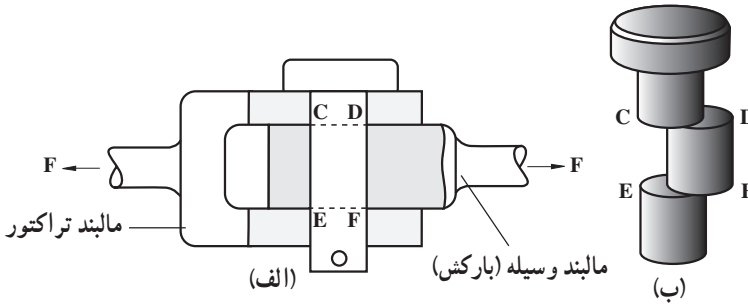 C D
C
D
F
F
E
E F
F
مالبند تراکتور
مالبند وسیله (بارکش)
(الف)
(ب)